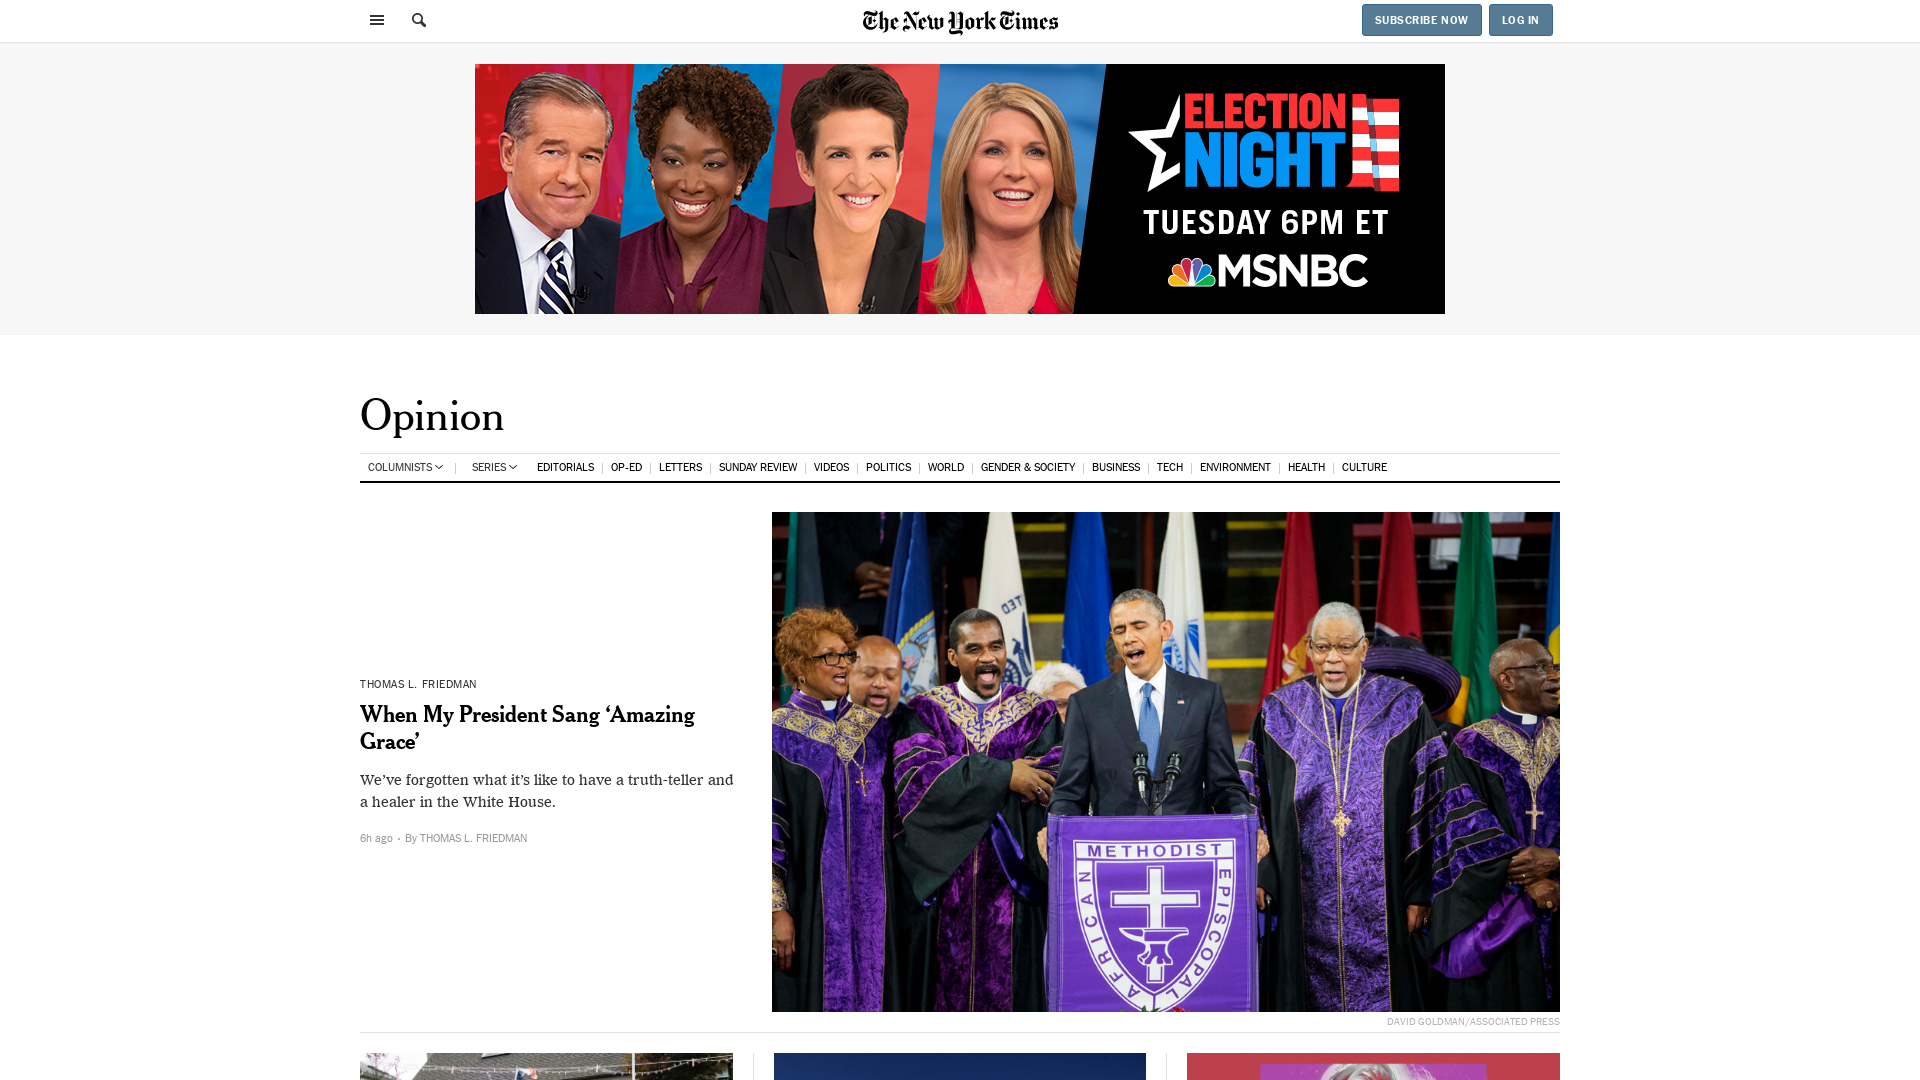 The New York Times
SUBSCRIBE NOW
LOG IN
ELECTION
NIGHT
TUESDAY 6PM ET
MSNBC
Opinion
COLUMNISTS
SERIES
EDITORIALS
OP-ED
LETTERS
SUNDAY REVIEW
VIDEOS
POLITICS
WORLD
GENDER & SOCIETY
BUSINESS
TECH
ENVIRONMENT
HEALTH
CULTURE
THOMAS L. FRIEDMAN
When My President Sang ‘Amazing
Grace’
We’ve forgotten what it’s like to have a truth-teller and
a healer in the White House.
6h ago • By THOMAS L. FRIEDMAN
UNITED
AFRICAN METHODIST EPISCOPAL
DAVID GOLDMAN/ASSOCIATED PRESS